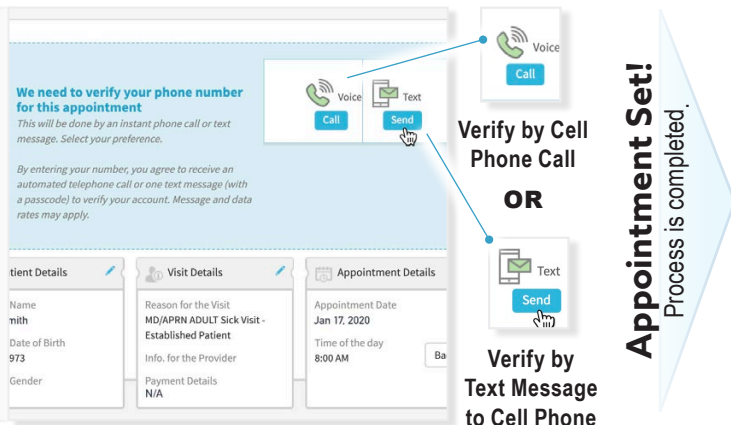 We need to verify your phone number
for this appointment
This will be done by an instant phone call or text
message. Select your preference.
By entering your number, you agree to receive an
automated telephone call or one text message (with
a passcode) to verify your account. Message and data
rates may apply.
Voice
Call
Text
Send
tient Details
Name
mith
Date of Birth
973
Gender
Visit Details
Reason for the Visit
MD/APRN ADULT Sick Visit -
Established Patient
Info. for the Provider
Payment Details
N/A
Appointment Details
Appointment Date
Jan 17, 2020
Time of the day
8:00 AM
Ba
Voice
Call
Verify by Cell
Phone Call
OR
Text
Send
Verify by
Text Message
to Cell Phone
Appointment Set!
Process is completed.